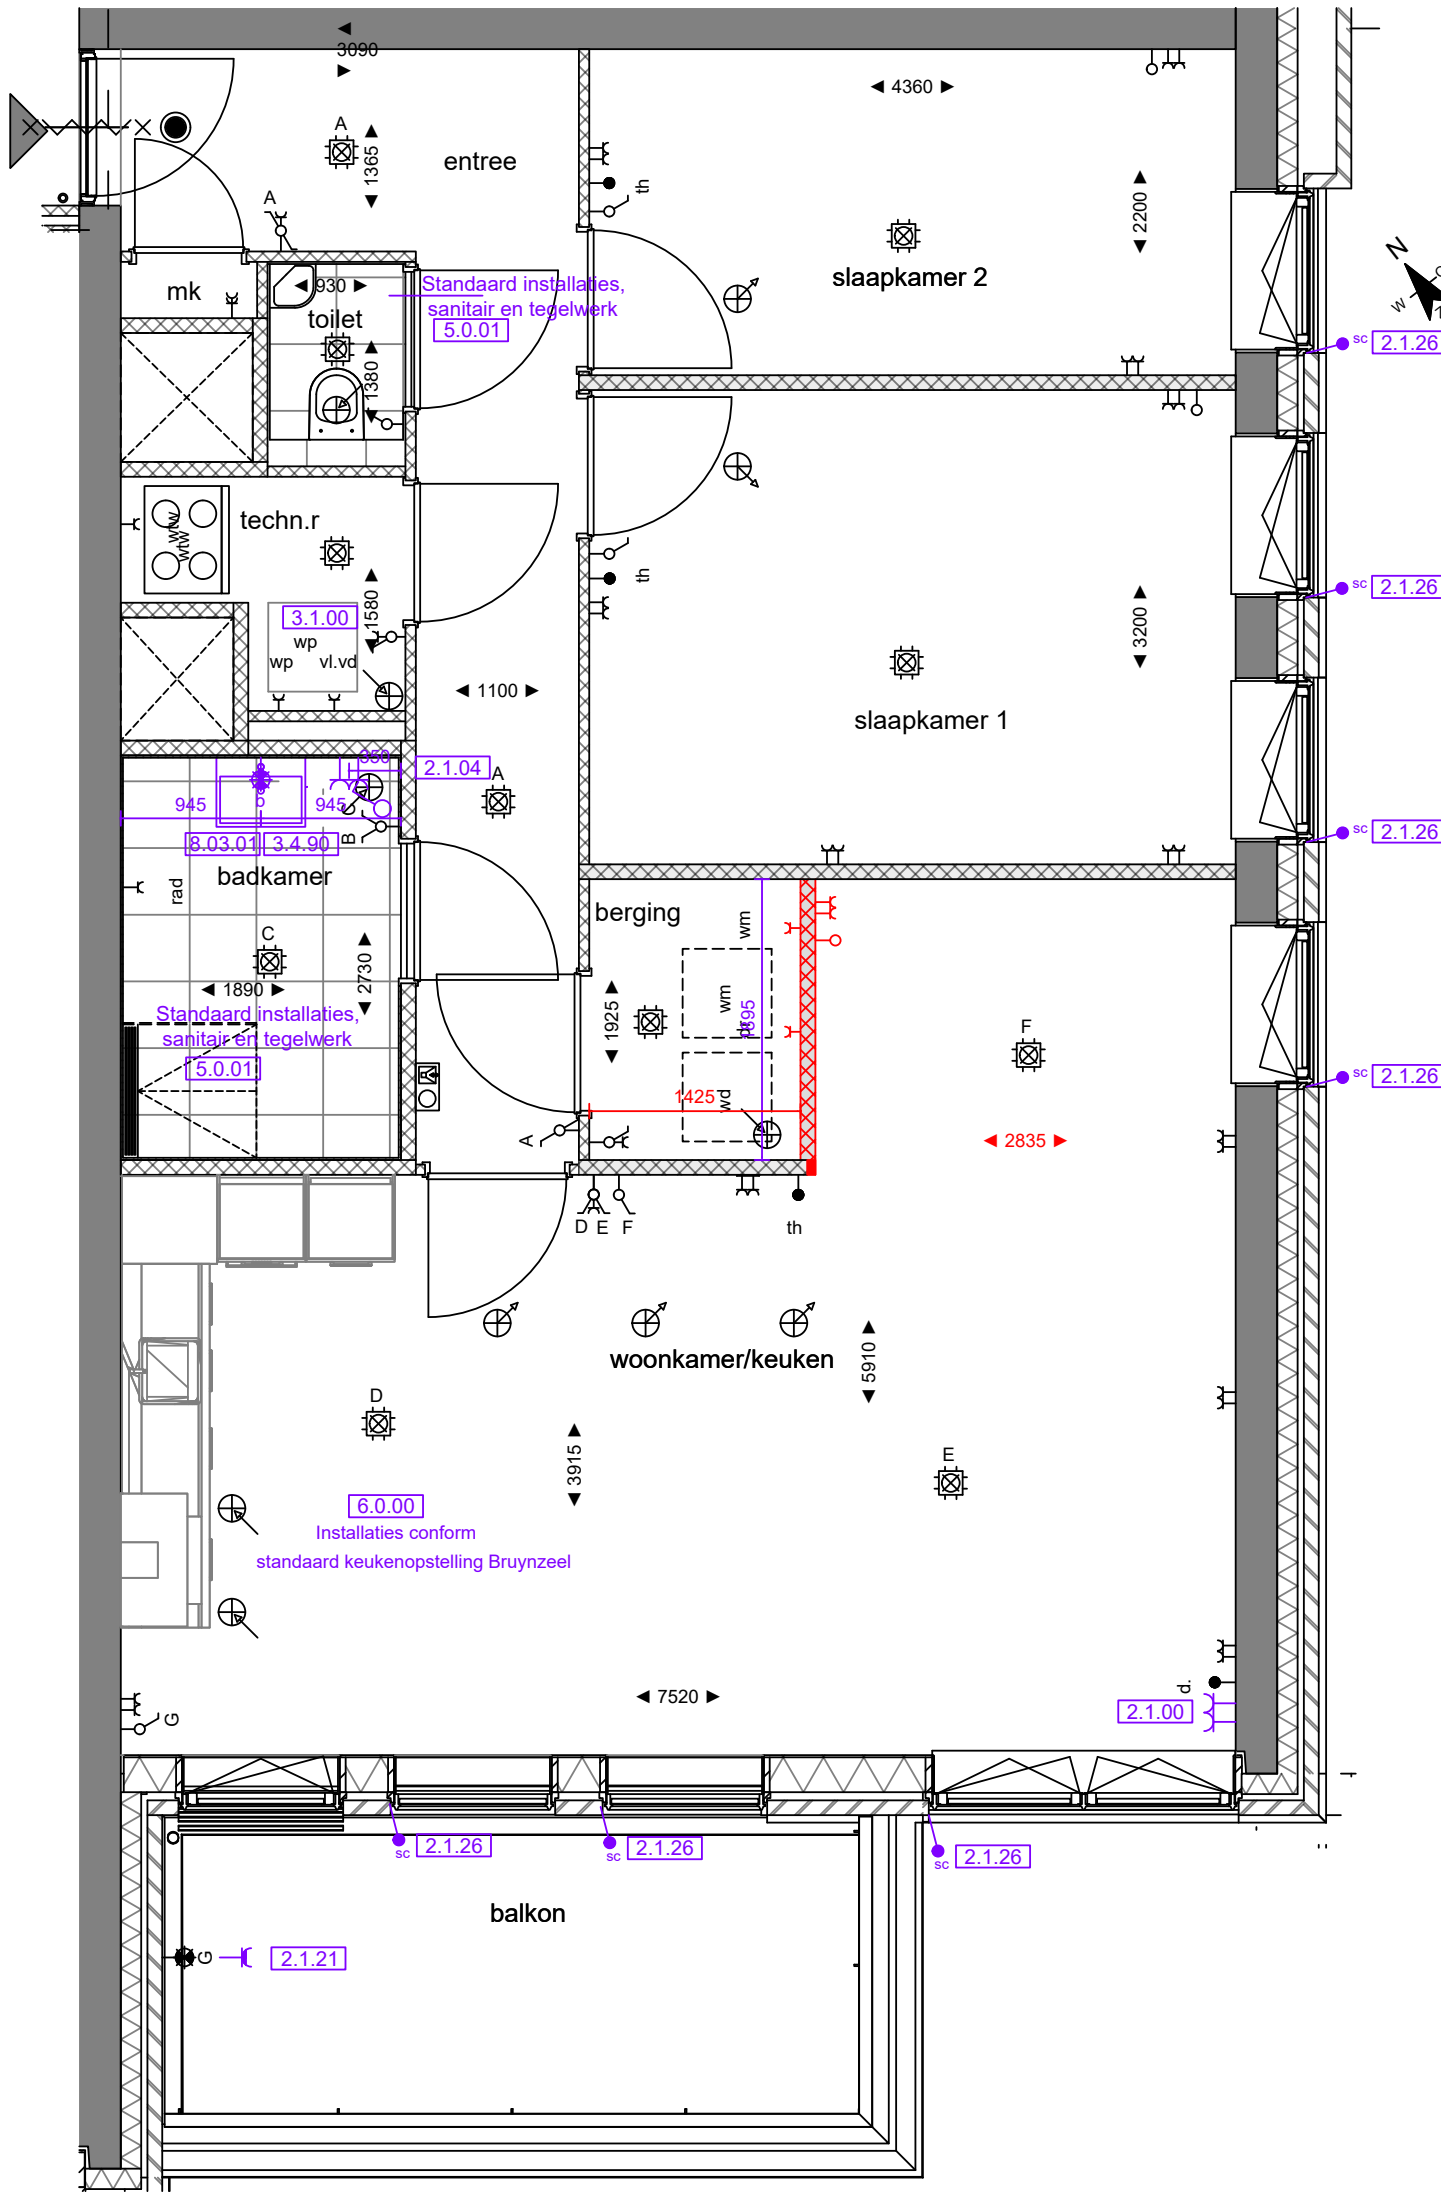 3090
4360
A
1365
entree
th
2200
N
A
slaapkamer 2
W
mk
930
Standaard installaties,
sanitair en tegelwerk
toilet
5.0.01
sc 2.1.26
1380
techn.r
wtw
wtw
th
sc 2.1.26
3.1.00
1580
3200
wp
wp vl.vd
1100
slaapkamer 1
350
2.1.04
A
945
945
B
8.03.01 3.4.90
sc 2.1.26
badkamer
rad
berging
wm
C
2730
1890
1925
wm
1895
Standaard installaties,
sanitair en tegelwerk
F
5.0.01
sc 2.1.26
1425
wd
A
2835
D E F
th
woonkamer/keuken
5910
D
3915
E
6.0.00
Installaties conform
standaard keukenopstelling Bruynzeel
d.
7520
G
2.1.00
sc 2.1.26
sc 2.1.26
sc 2.1.26
balkon
G
2.1.21